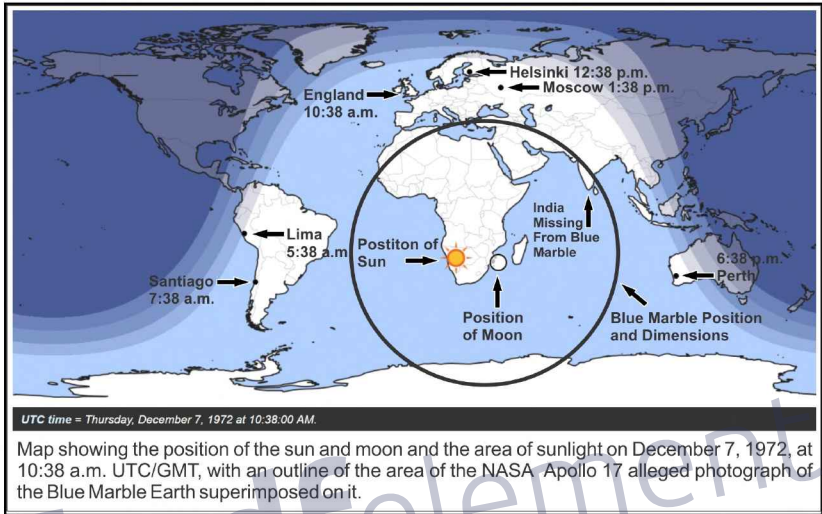 Helsinki 12:38 p.m.
Moscow 1:38 p.m.
England
10:38 a.m.
India
Missing
From Blue
Marble
Lima
5:38 a.m
Postiton of
Sun
6:38 p.m.
Perth
Santiago
7:38 a.m.
Position
of Moon
Blue Marble Position
and Dimensions
UTC time = Thursday, December 7, 1972 at 10:38:00 AM.
Map showing the position of the sun and moon and the area of sunlight on December 7, 1972, at
10:38 a.m. UTC/GMT, with an outline of the area of the NASA Apollo 17 alleged photograph of
the Blue Marble Earth superimposed on it.